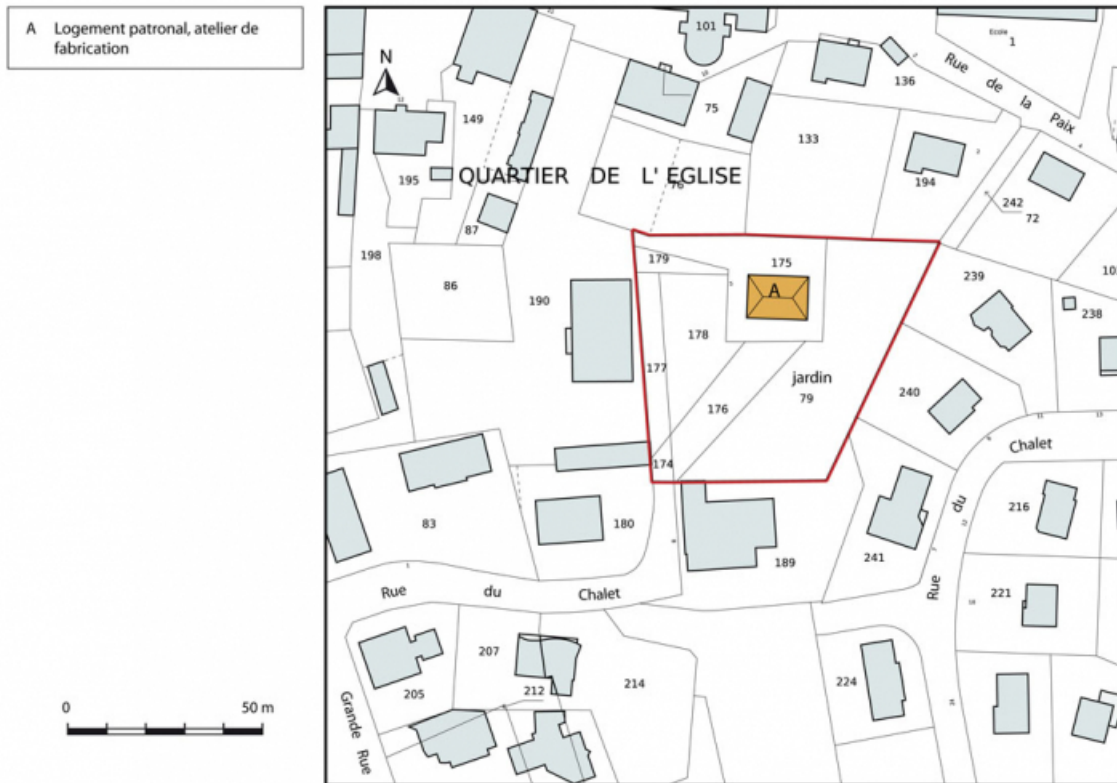 A Logement patronal, atelier de
fabrication
N
0 50 m
101
Ecole
1
Rue de la Paix
136
75
149
133
195
QUARTIER DE L' EGLISE
76
194
242
72
87
198
179
175
A
239
86
190
238
178
177
jardin
79
240
176
Chalet
174
216
83
180
189
241
Rue du
221
Rue du Chalet
207
205
212
214
224
Grande Rue